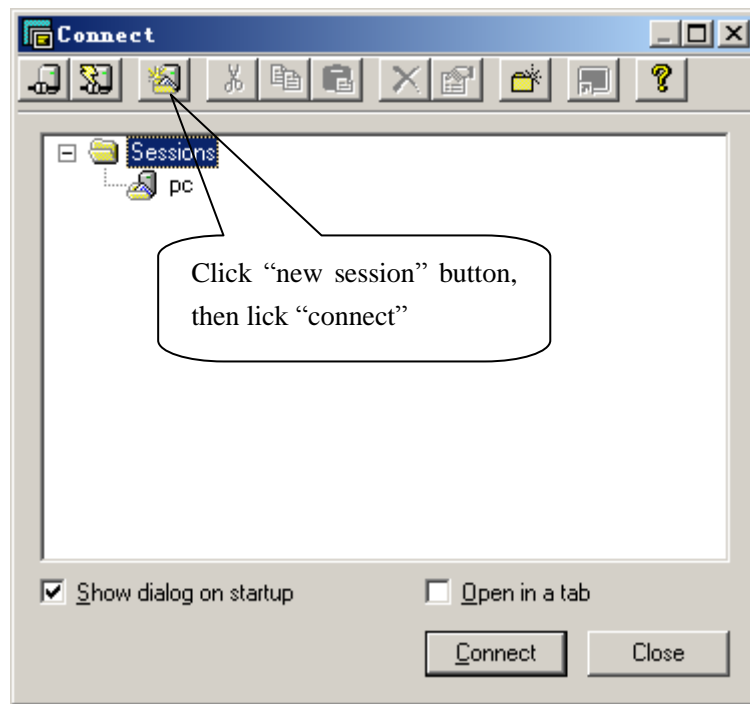 Connect
Sessions
pc
Click “new session” button,
then lick “connect”
Show dialog on startup
Open in a tab
Connect
Close